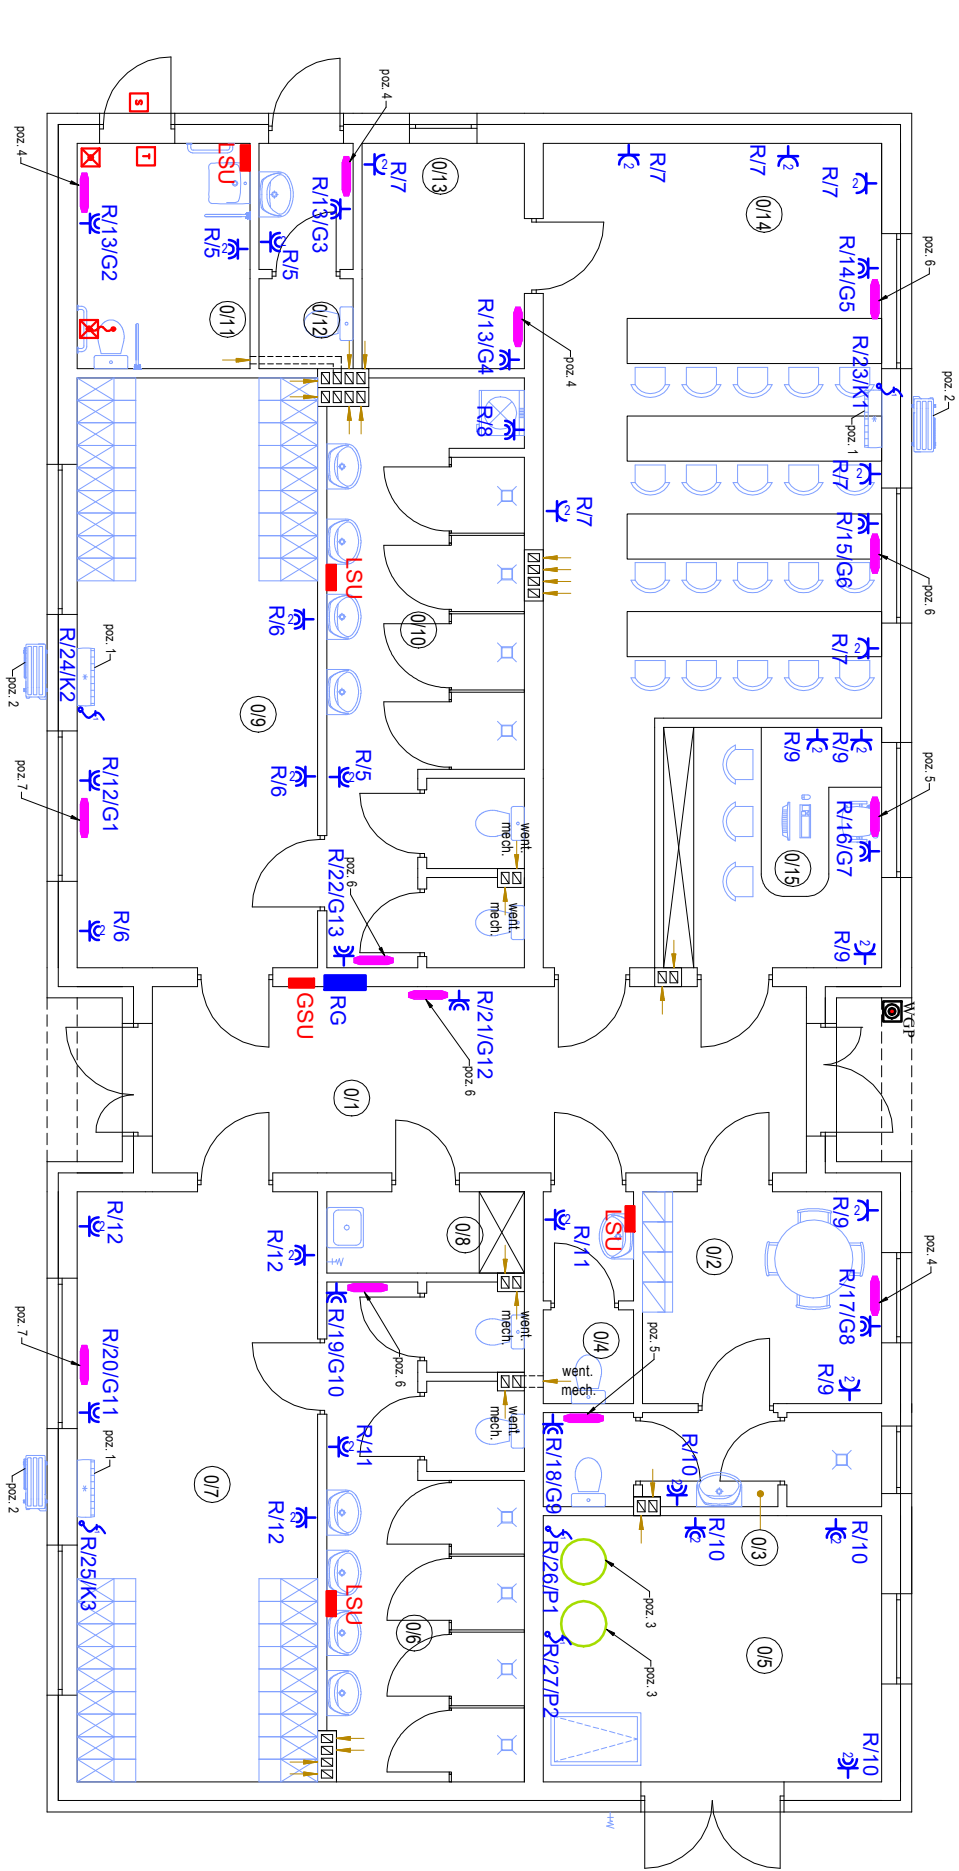 poz. 4
poz. 4
S
T
LSU
R/13/G3
R/7
0/13
R/7
R/7
R/7
0/14
R/14/G5
poz. 6
R/13/G2
R/5
R/5
0/11
0/12
R/13/G4
poz. 4
R/23/K1
poz. 1
poz. 2
R/8
R/7
R/7
R/15/G6
poz. 6
LSU
R/6
0/10
R/7
R/24/K2
poz. 1
poz. 2
0/9
R/9
R/9
poz. 5
R/12/G1
poz. 7
R/6
R/5
went.
mech.
R/16/G7
0/15
R/22/G13
poz. 6
went.
mech.
R/6
R/9
GSU
RG
R/21/G12
poz. 6
WGP
0/1
R/12
R/12
0/8
R/11
LSU
0/2
R/9
poz. 4
R/17/G8
R/20/G11
poz. 7
R/19/G10
poz. 6
went.
mech.
0/4
poz. 5
went.
mech.
R/9
poz. 1
poz. 2
R/11
went.
mech.
R/18/G9
R/10
0/7
R/12
R/10
0/3
R/10
R/25/K3
R/26/P1
poz. 3
LSU
0/6
R/27/P2
poz. 3
0/5
R/10